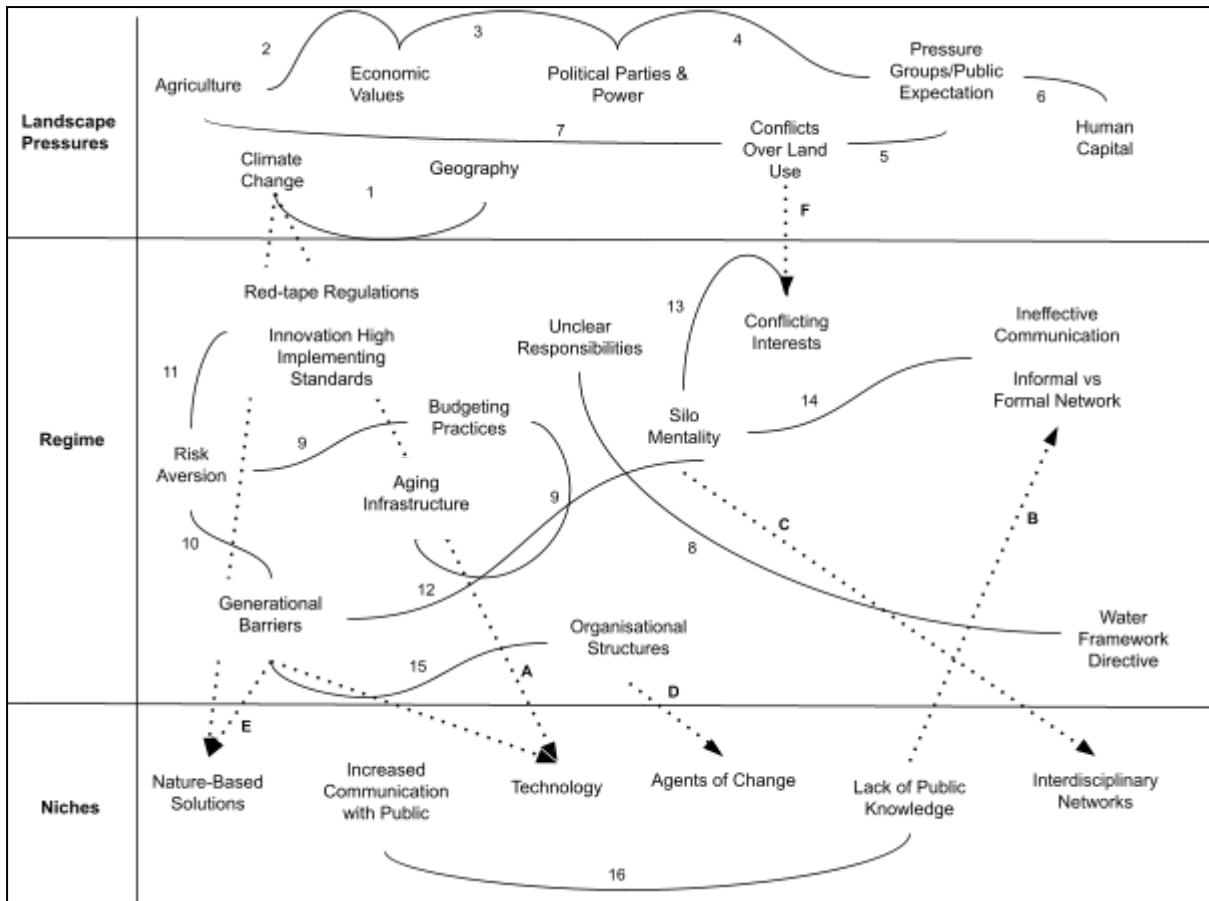 Landscape
Pressures
2
3
4
Agriculture
Economic
Values
Political Parties &
Power
Pressure
Groups/Public
Expectation
6
Human
Capital
7
Conflicts
Over Land
Use
5
Climate
Change
1
Geography
F
Regime
Red-tape Regulations
Innovation High
Implementing
Standards
Unclear
Responsibilities
13
Conflicting
Interests
Ineffective
Communication
Informal vs
Formal Network
11
Budgeting
Practices
9
Silo
Mentality
14
Risk
Aversion
Aging
Infrastructure
9
C
B
10
8
12
Generational
Barriers
Organisational
Structures
Water
Framework
Directive
15
A
D
E
Niches
Nature-Based
Solutions
Increased
Communication
with Public
Technology
Agents of Change
Lack of Public
Knowledge
Interdisciplinary
Networks
16